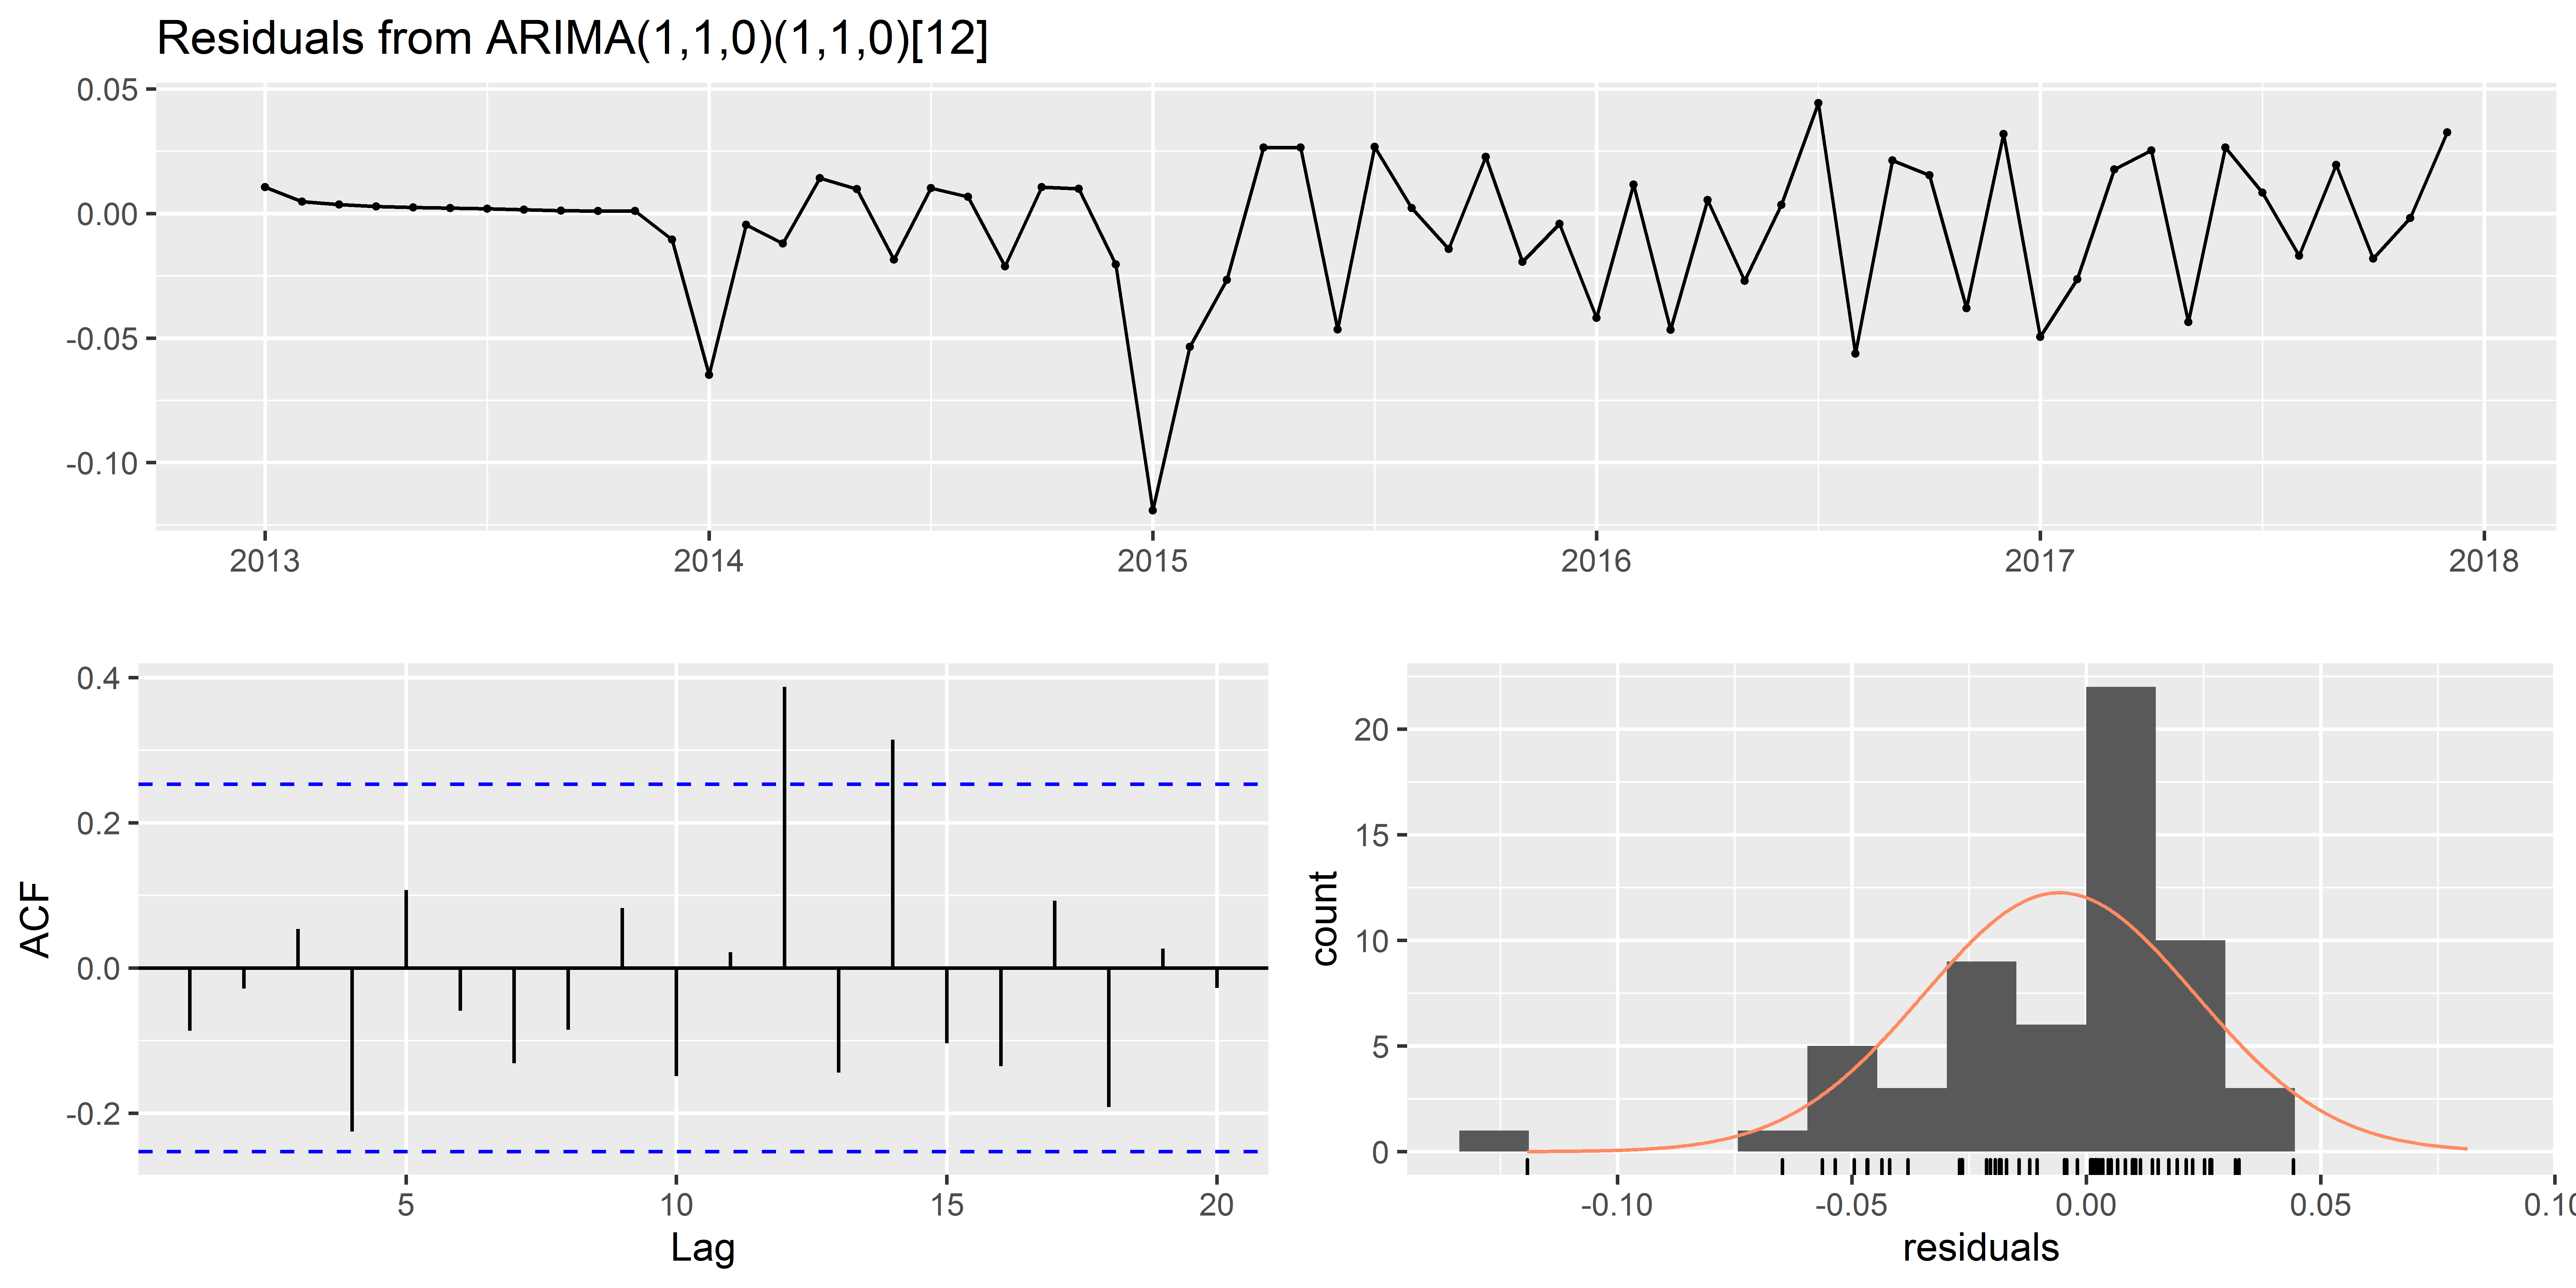 Residuals from ARIMA(1,1,0)(1,1,0)[12]
0.05
0.00
-0.05
-0.10
2013 2014 2015 2016 2017 2018
0.4
0.2
0.0
-0.2
ACF
5 10 15 20
Lag
20
15
10
5
0
count
-0.10 -0.05 0.00 0.05 0.10
residuals